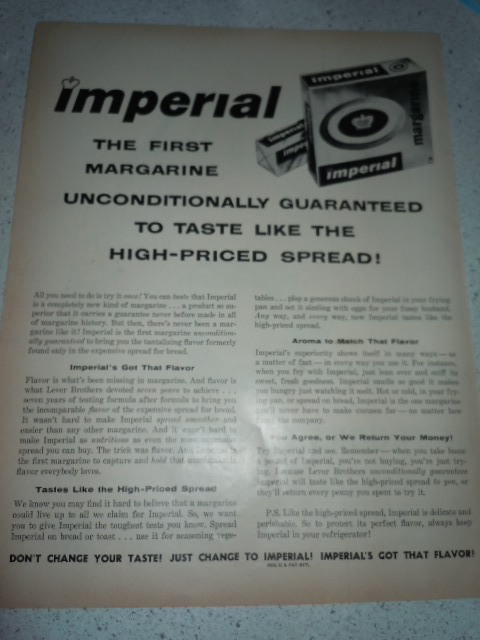 imperial
THE FIRST
MARGARINE
UNCONDITIONALLY GUARANTEED
TO TASTE LIKE THE
HIGH-PRICED SPREAD!
imperial
margarine
imperial
imperial
All you need to do is try it once! You can taste that Imperial
is a completely new kind of margarine . . . a product so su-
perior that it carries a guarantee never before made in all
of margarine history. But then, there's never been a mar-
garine like it! Imperial is the first margarine uncondition-
ally guaranteed to bring you the tantalizing flavor formerly
found only in the expensive spread for bread.
Imperial's Got That Flavor
Flavor is what's been missing in margarine. And flavor is
what Lever Brothers devoted seven years to achieve . . .
seven years of testing formula after formula to bring you
the incomparable flavor of the expensive spread for bread.
It wasn't hard to make Imperial spread smoother and
easier than any other margarine. And it wasn't hard to
make Imperial as nutritious as even the most expensive
spread you can buy. The trick was flavor. And Imperial is
the first margarine to capture and hold that
flavor everybody loves.
Tastes Like the High-Priced Spread
We know you may find it hard to believe that a margarine
could live up to all we claim for Imperial. So, we want
you to give Imperial the toughest tests you know. Spread
Imperial on bread or toast . . . use it for seasoning vege-
tables . . . plop a generous chunk of Imperial in your frying
pan and set it sizzling with eggs for your fussy husband.
Any way, and every way, new Imperial tastes like the
high-priced spread.
Aroma to Match That Flavor
Imperial's superiority shows itself in many ways — as
a matter of fact — in every way you use it. For instance,
when you fry with Imperial, just lean over and sniff its
sweet, fresh goodness. Imperial smells so good it makes
you hungry just watching it melt. Hot or cold, in your fry-
ing pan, or spread on bread, Imperial is the one margarine
you'll never have to make excuses for — no matter how
the company.
You Agree, or We Return Your Money!
Try Imperial and see. Remember — when you take home
a pound of Imperial, you're not buying, you're just try-
ing. Because Lever Brothers unconditionally guarantees
Imperial will taste like the high-priced spread to you, or
they'll return every penny you spent to try it.
P.S. Like the high-priced spread, Imperial is delicate and
perishable. So to protect its perfect flavor, always keep
Imperial in your refrigerator!
DON'T CHANGE YOUR TASTE! JUST CHANGE TO IMPERIAL! IMPERIAL'S GOT THAT FLAVOR!
REG. U.S. PAT. OFF.